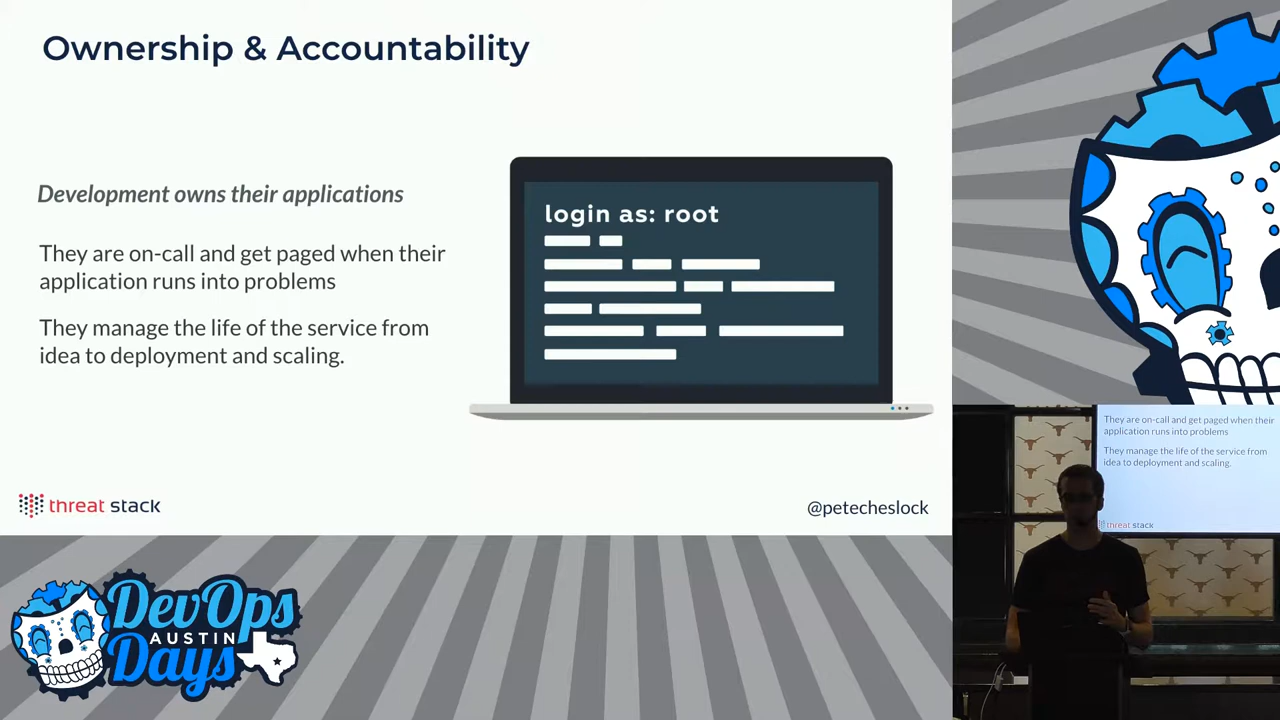 Ownership & Accountability
Development owns their applications
They are on-call and get paged when their
application runs into problems
They manage the life of the service from
idea to deployment and scaling.
login as: root
threat stack
@petecheslock
DevOps
AUSTIN
Days
They are on-call and get paged when their
application runs into problems
They manage the life of the service from
idea to deployment and scaling.
threat stack